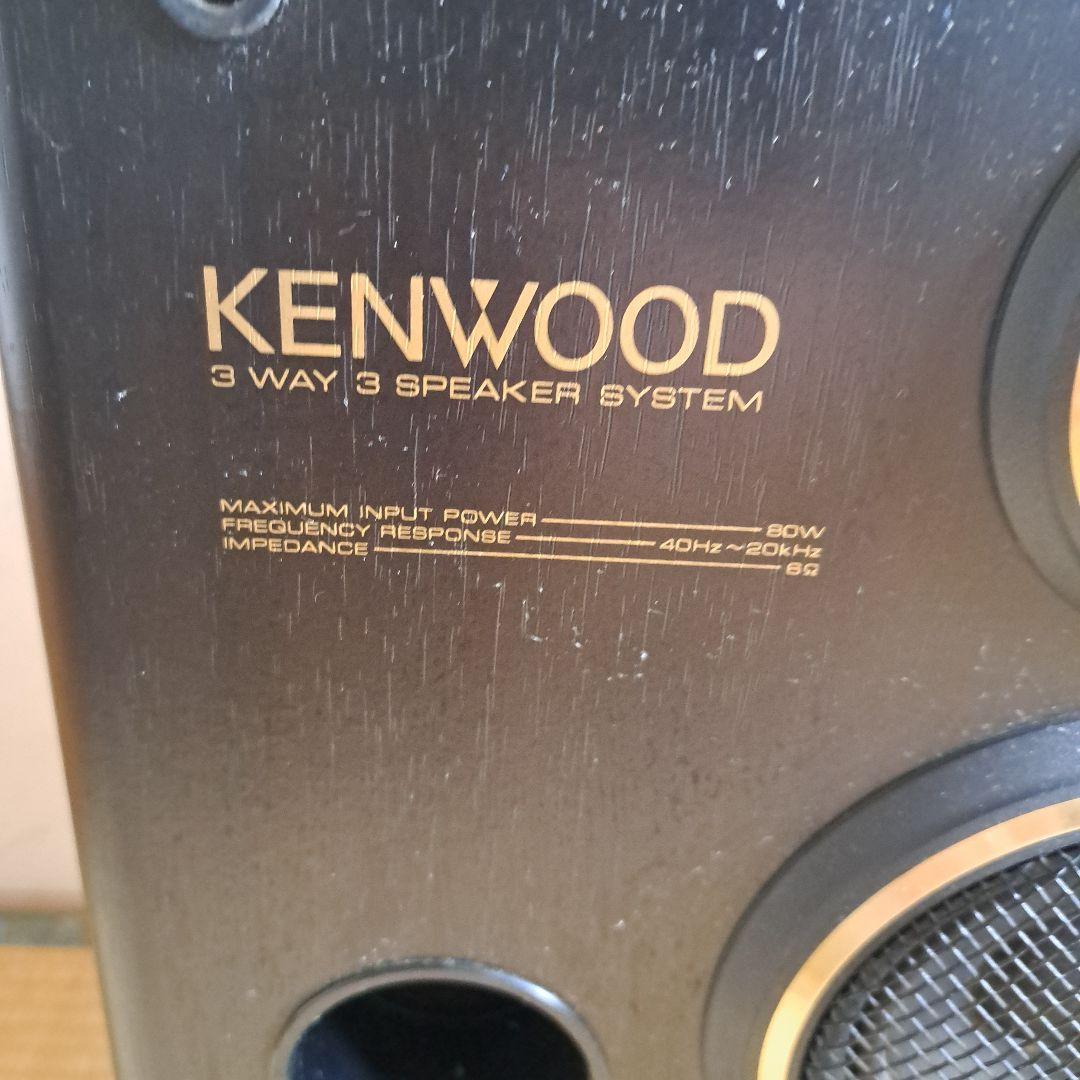 KENWOOD
3 WAY 3 SPEAKER SYSTEM
MAXIMUM INPUT POWER 80W
FREQUENCY RESPONSE 40Hz~20kHz
IMPEDANCE 6Ω